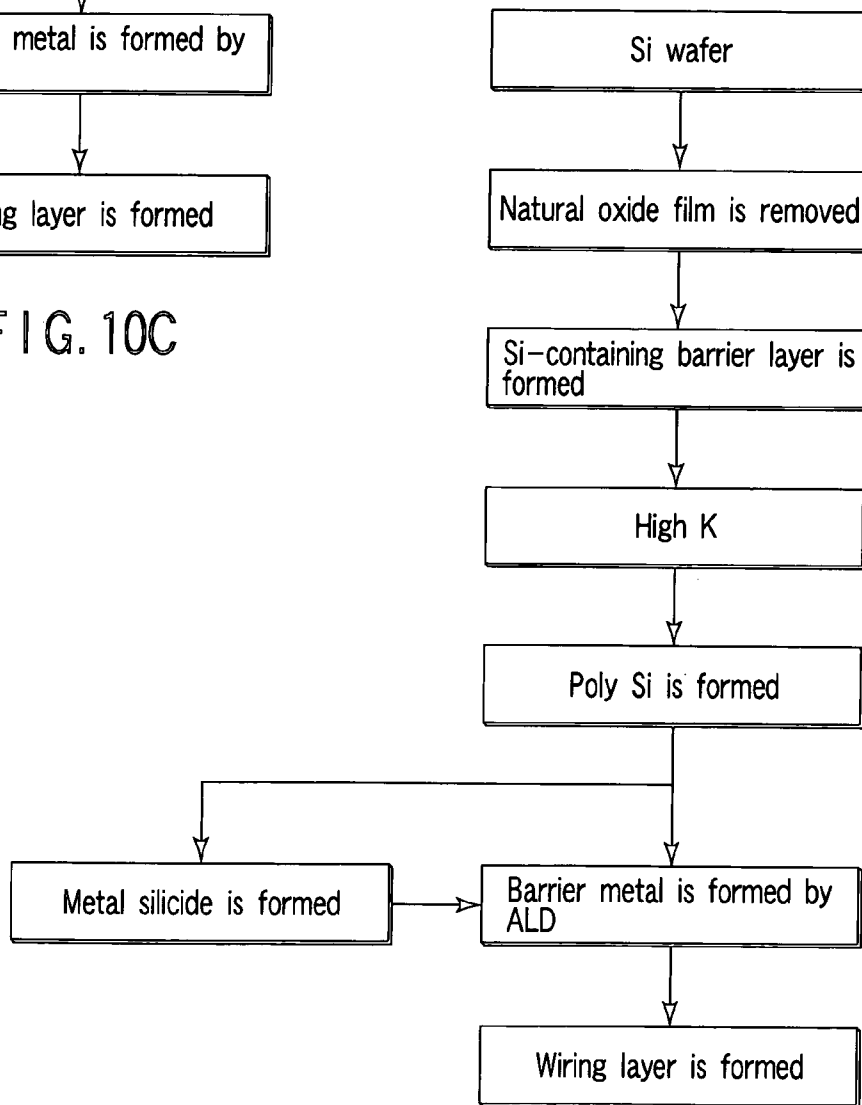 metal is formed by
layer is formed
FIG. 10C
Si wafer
Natural oxide film is removed
Si-containing barrier layer is
formed
High K
Poly Si is formed
Metal silicide is formed
Barrier metal is formed by
ALD
Wiring layer is formed